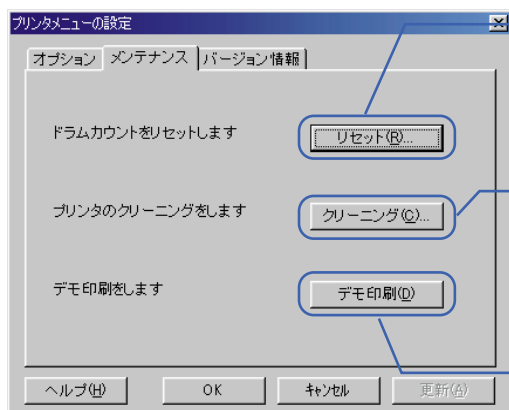 プリンタメニューの設定
オプション メンテナンス バージョン情報
ドラムカウントをリセットします リセット(R)...
プリンタのクリーニングをします クリーニング(C)...
デモ印刷をします デモ印刷(D)
ヘルプ(H) OK キャンセル 更新(A)